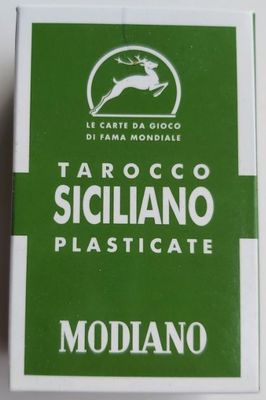 LE CARTE DA GIOCO
DI FAMA MONDIALE
TAROCCO
SICILIANO
PLASTICATE
MODIANO